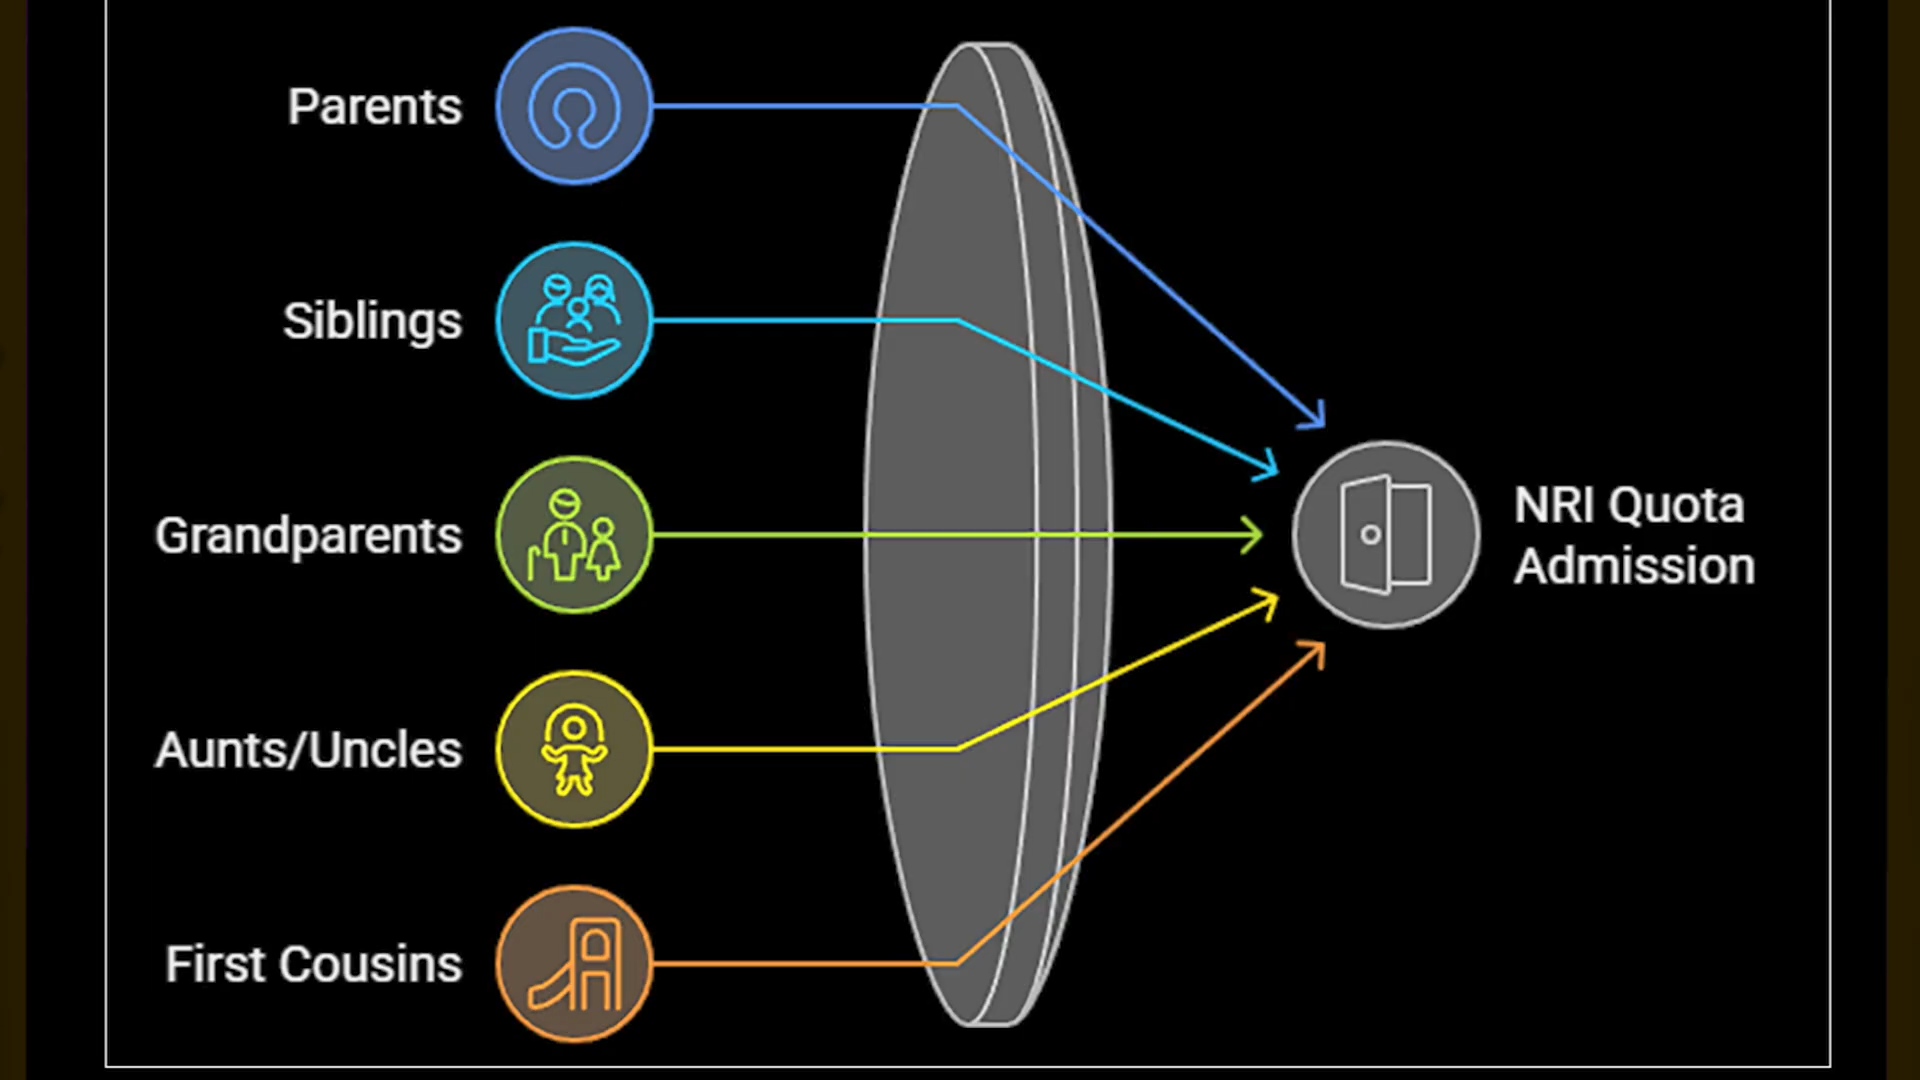 Parents
Siblings
Grandparents
Aunts/Uncles
First Cousins
NRI Quota
Admission